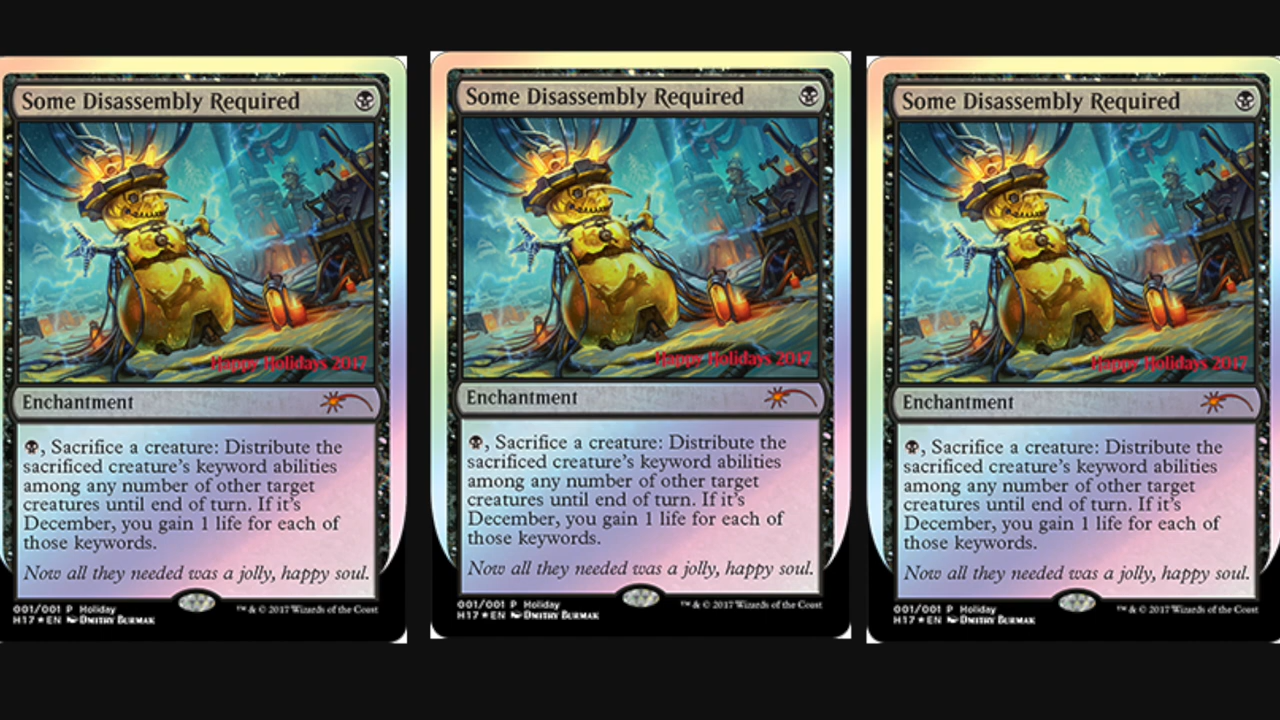 Some Disassembly Required
Happy Holidays 2017
Enchantment
, Sacrifice a creature: Distribute the
sacrificed creature's keyword abilities
among any number of other target
creatures until end of turn. If it's
December, you gain 1 life for each of
those keywords.
Now all they needed was a jolly, happy soul.
001/001 P Holiday
™ & © 2017 Wizards of the Coast
H17 ★ EN Dmitry Burmak
Some Disassembly Required
Happy Holidays 2017
Enchantment
, Sacrifice a creature: Distribute the
sacrificed creature's keyword abilities
among any number of other target
creatures until end of turn. If it's
December, you gain 1 life for each of
those keywords.
Now all they needed was a jolly, happy soul.
001/001 P Holiday
™ & © 2017 Wizards of the Coast
H17 ★ EN Dmitry Burmak
Some Disassembly Required
Happy Holidays 2017
Enchantment
, Sacrifice a creature: Distribute the
sacrificed creature's keyword abilities
among any number of other target
creatures until end of turn. If it's
December, you gain 1 life for each of
those keywords.
Now all they needed was a jolly, happy soul.
001/001 P Holiday
™ & © 2017 Wizards of the Coast
H17 ★ EN Dmitry Burmak